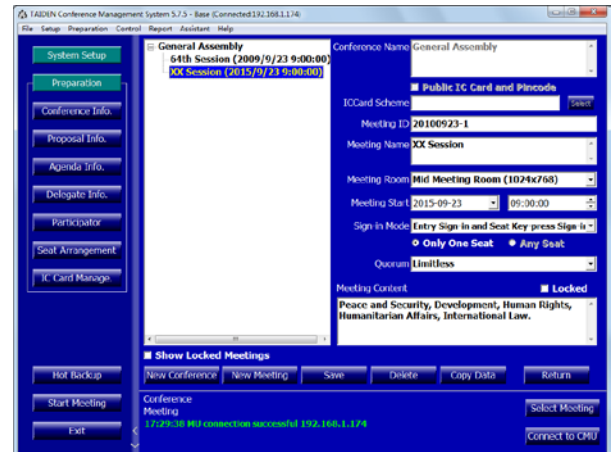 TAIDEN Conference Management System 5.7.5 - Base (Connected:192.168.1.174)
File Setup Preparation Control Report Assistant Help
System Setup
Preparation
Conference Info.
Proposal Info.
Agenda Info.
Delegate Info.
Participator
Seat Arrangement
IC Card Manage.
Hot Backup
Start Meeting
Exit
General Assembly
64th Session (2009/9/23 9:00:00)
XX Session (2015/9/23 9:00:00)
Show Locked Meetings
Conference Name General Assembly
Public IC Card and Pincode
ICCard Scheme Select
Meeting ID 20100923-1
Meeting Name XX Session
Meeting Room Mid Meeting Room (1024x768)
Meeting Start 2015-09-23 09:00:00
Sign-in Mode Entry Sign-in and Seat Key-press Sign-in
Only One Seat Any Seat
Quorum Limitless
Meeting Content Locked
Peace and Security, Development, Human Rights,
Humanitarian Affairs, International Law.
New Conference New Meeting Save Delete Copy Data Return
Conference
Meeting
17:29:38 MU connection successful 192.168.1.174
Select Meeting
Connect to CMU